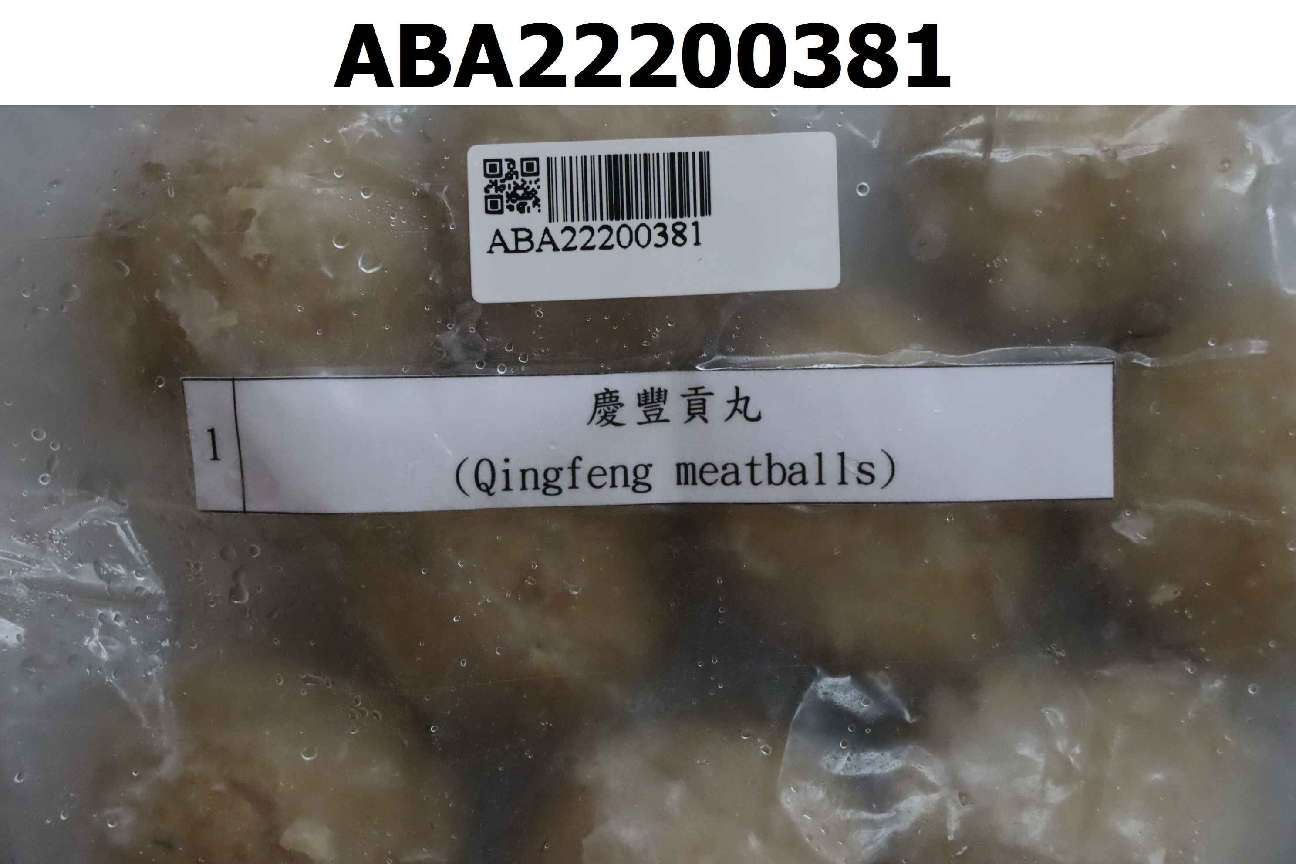 ABA22200381
ABA22200381
1
慶豐貢丸
(Qingfeng meatballs)